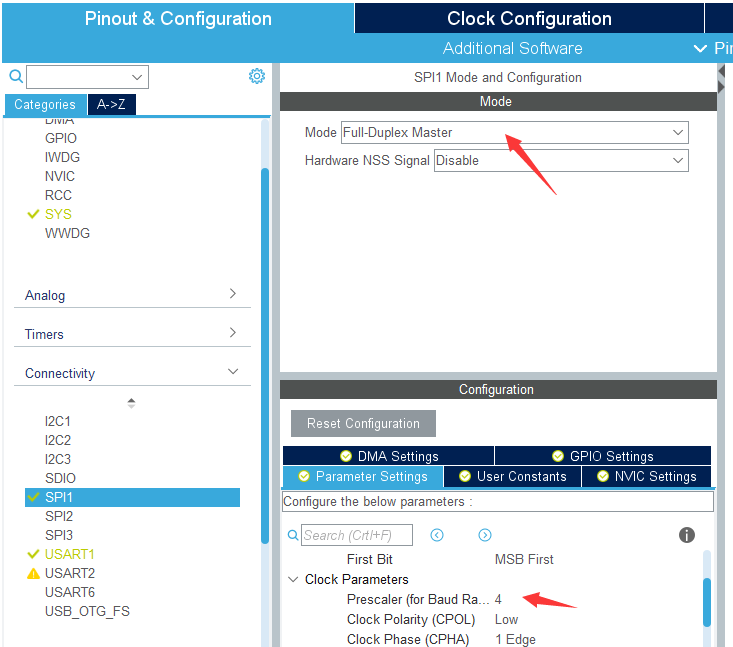 Pinout & Configuration
Clock Configuration
Additional Software
Pin
Categories
A->Z
DMA
GPIO
IWDG
NVIC
RCC
SYS
WWDG
Analog
Timers
Connectivity
I2C1
I2C2
I2C3
SDIO
SPI1
SPI2
SPI3
USART1
USART2
USART6
USB_OTG_FS
SPI1 Mode and Configuration
Mode
Mode Full-Duplex Master
Hardware NSS Signal Disable
Configuration
Reset Configuration
DMA Settings
GPIO Settings
Parameter Settings
User Constants
NVIC Settings
Configure the below parameters :
Search (Crtl+F)
First Bit MSB First
Clock Parameters
Prescaler (for Baud Ra... 4
Clock Polarity (CPOL) Low
Clock Phase (CPHA) 1 Edge